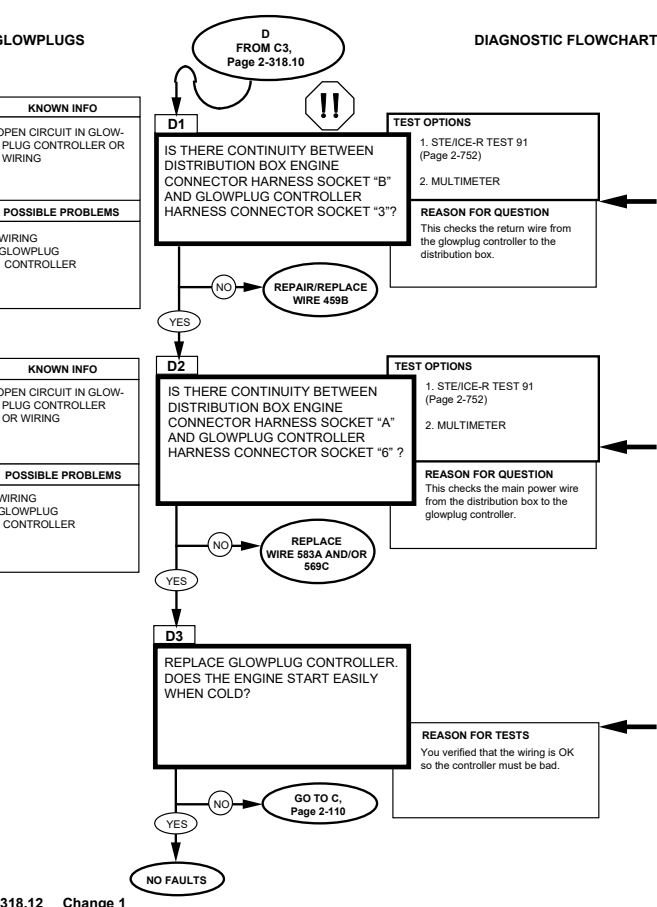 GLOWPLUGS
DIAGNOSTIC FLOWCHART
D
FROM C3,
Page 2-318.10
!!
KNOWN INFO
OPEN CIRCUIT IN GLOW-
PLUG CONTROLLER OR
WIRING
POSSIBLE PROBLEMS
WIRING
GLOWPLUG
CONTROLLER
D1
IS THERE CONTINUITY BETWEEN
DISTRIBUTION BOX ENGINE
CONNECTOR HARNESS SOCKET “B”
AND GLOWPLUG CONTROLLER
HARNESS CONNECTOR SOCKET “3”?
TEST OPTIONS
1. STE/ICE-R TEST 91
(Page 2-752)
2. MULTIMETER
REASON FOR QUESTION
This checks the return wire from
the glowplug controller to the
distribution box.
NO
REPAIR/REPLACE
WIRE 459B
YES
KNOWN INFO
OPEN CIRCUIT IN GLOW-
PLUG CONTROLLER
OR WIRING
POSSIBLE PROBLEMS
WIRING
GLOWPLUG
CONTROLLER
D2
IS THERE CONTINUITY BETWEEN
DISTRIBUTION BOX ENGINE
CONNECTOR HARNESS SOCKET “A”
AND GLOWPLUG CONTROLLER
HARNESS CONNECTOR SOCKET “6” ?
TEST OPTIONS
1. STE/ICE-R TEST 91
(Page 2-752)
2. MULTIMETER
REASON FOR QUESTION
This checks the main power wire
from the distribution box to the
glowplug controller.
NO
REPLACE
WIRE 583A AND/OR
569C
YES
D3
REPLACE GLOWPLUG CONTROLLER.
DOES THE ENGINE START EASILY
WHEN COLD?
REASON FOR TESTS
You verified that the wiring is OK
so the controller must be bad.
NO
GO TO C,
Page 2-110
YES
NO FAULTS
318.12 Change 1